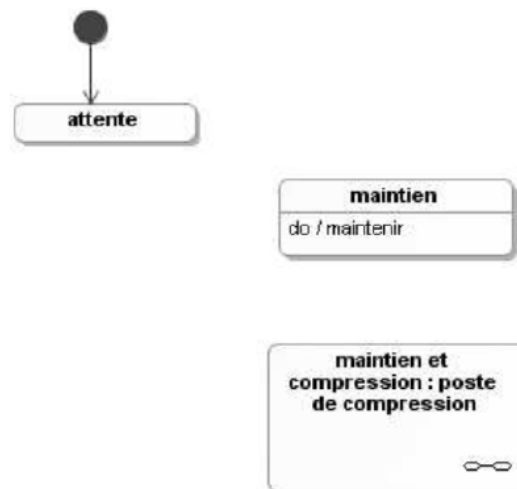 attente
maintien
do / maintenir
maintien et
compression : poste
de compression